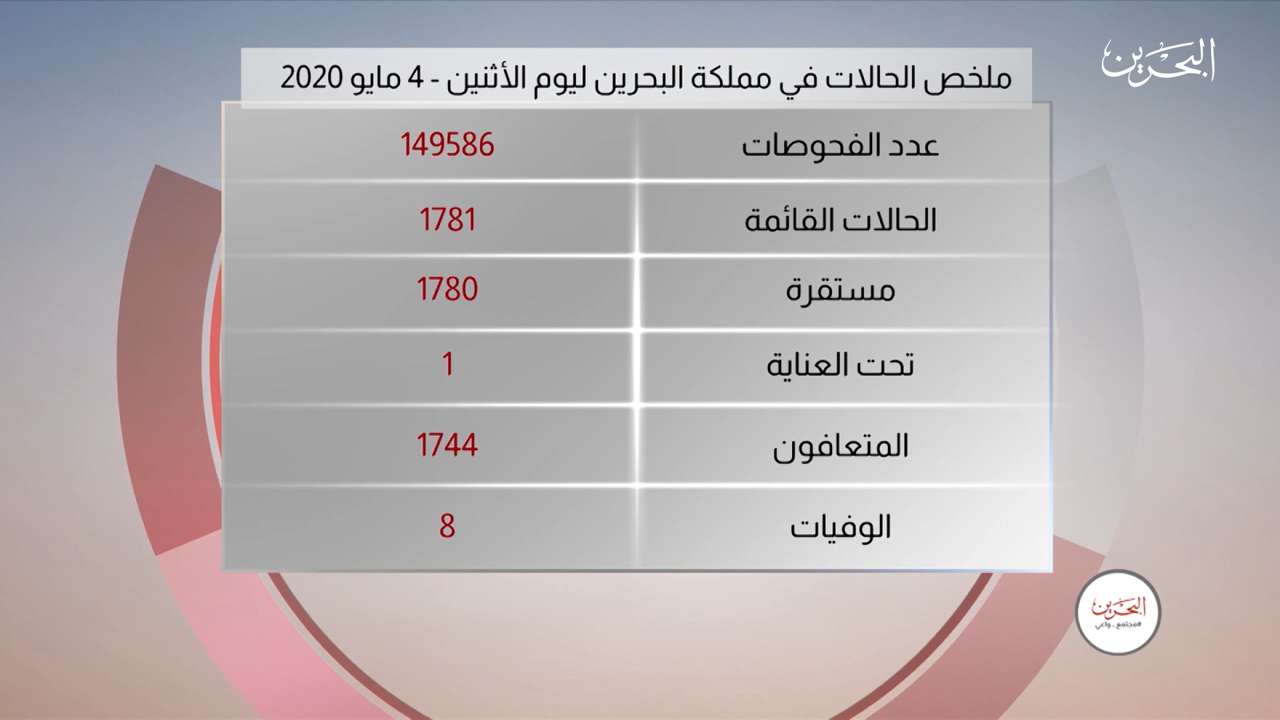 البحرين
ملخص الحالات في مملكة البحرين ليوم الأثنين - 4 مايو 2020
عدد الفحوصات 149586
الحالات القائمة 1781
مستقرة 1780
تحت العناية 1
المتعافون 1744
الوفيات 8
البحرين
#مجتمع_واعي